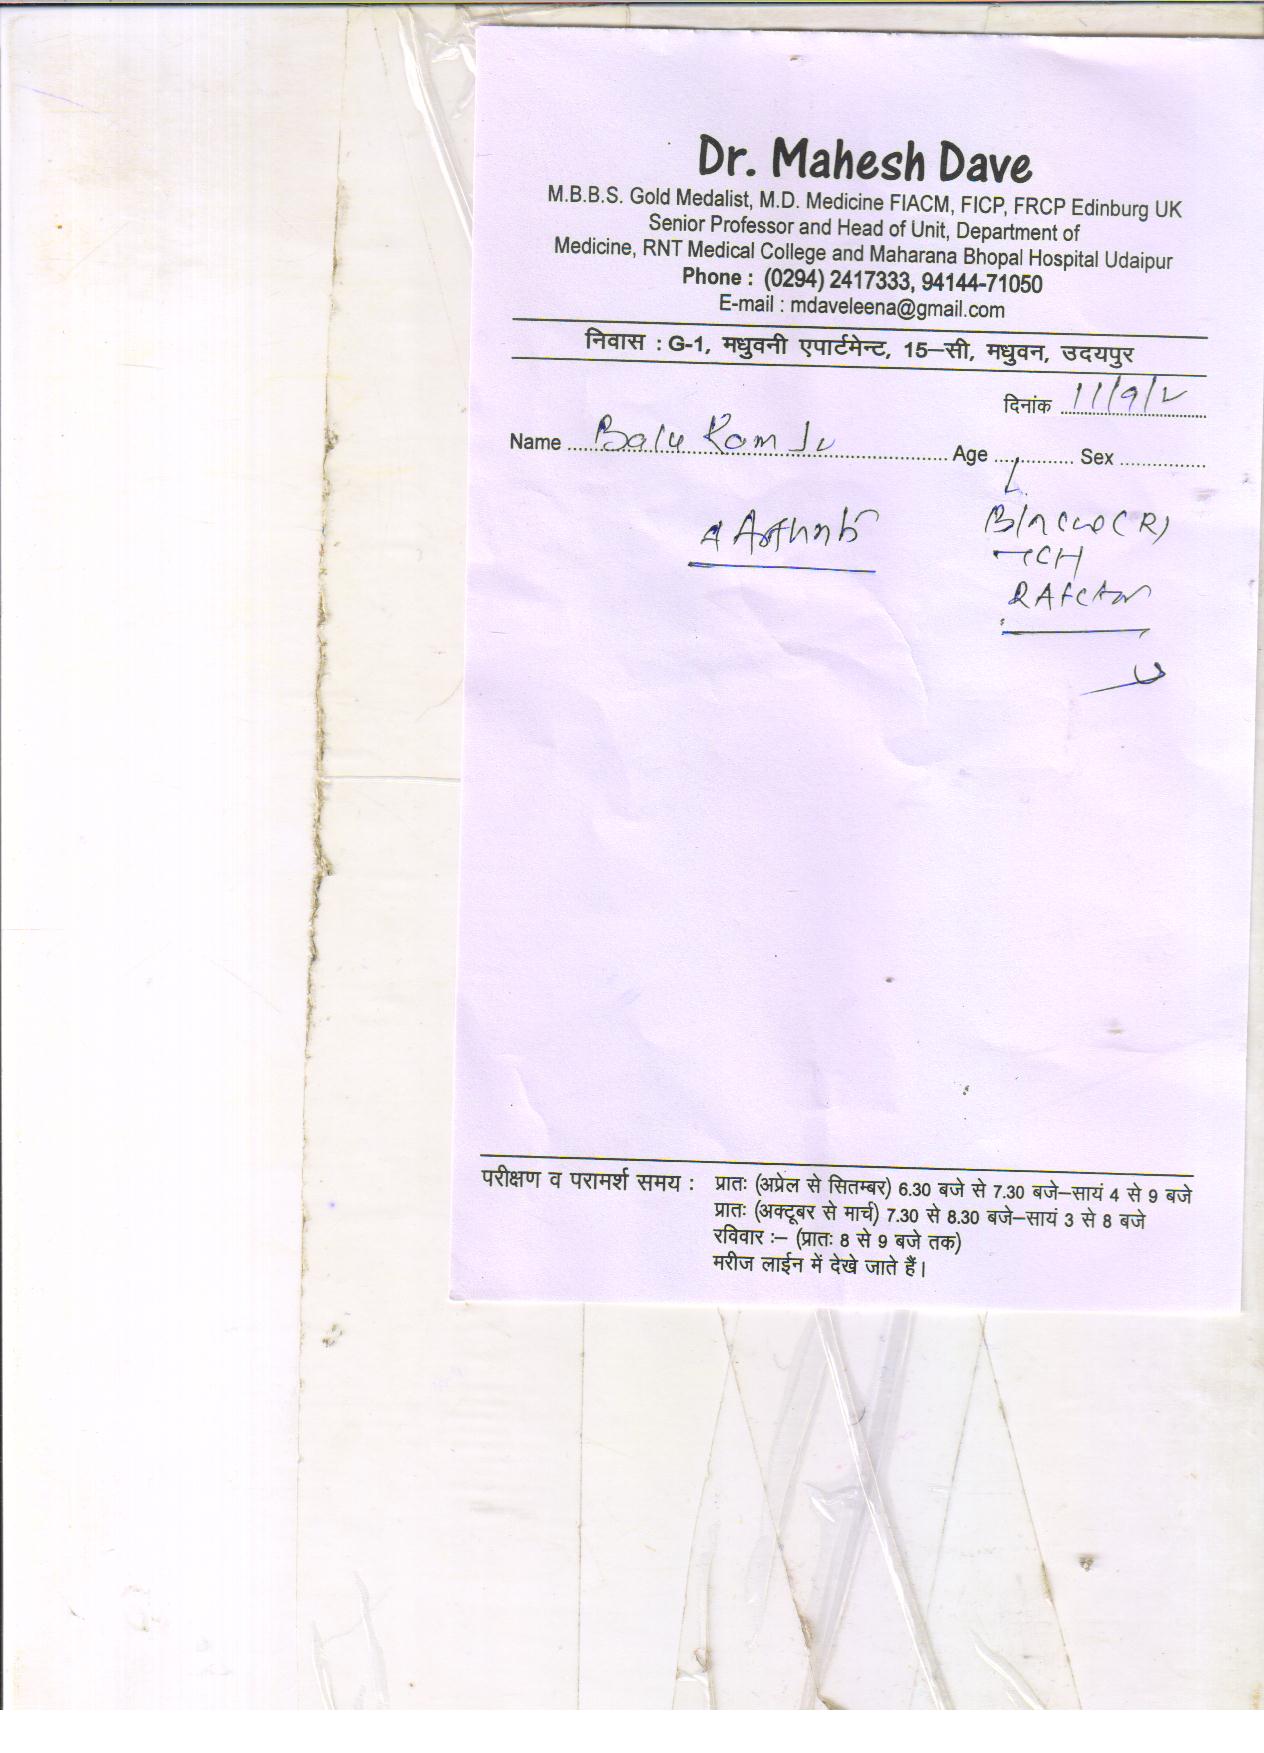 Dr. Mahesh Dave
M.B.B.S. Gold Medalist, M.D. Medicine FIACM, FICP, FRCP Edinburg UK
Senior Professor and Head of Unit, Department of
Medicine, RNT Medical College and Maharana Bhopal Hospital Udaipur
Phone : (0294) 2417333, 94144-71050
E-mail : mdaveleena@gmail.com
निवास : G-1, मधुवनी एपार्टमेन्ट, 15–सी, मधुवन, उदयपुर
दिनांक 11/9/
Name Balu Ram Age Sex
(R)
परीक्षण व परामर्श समय : प्रातः (अप्रेल से सितम्बर) 6.30 बजे से 7.30 बजे–सायं 4 से 9 बजे
प्रातः (अक्टूबर से मार्च) 7.30 से 8.30 बजे–सायं 3 से 8 बजे
रविवार :– (प्रातः 8 से 9 बजे तक)
मरीज लाईन में देखे जाते हैं।